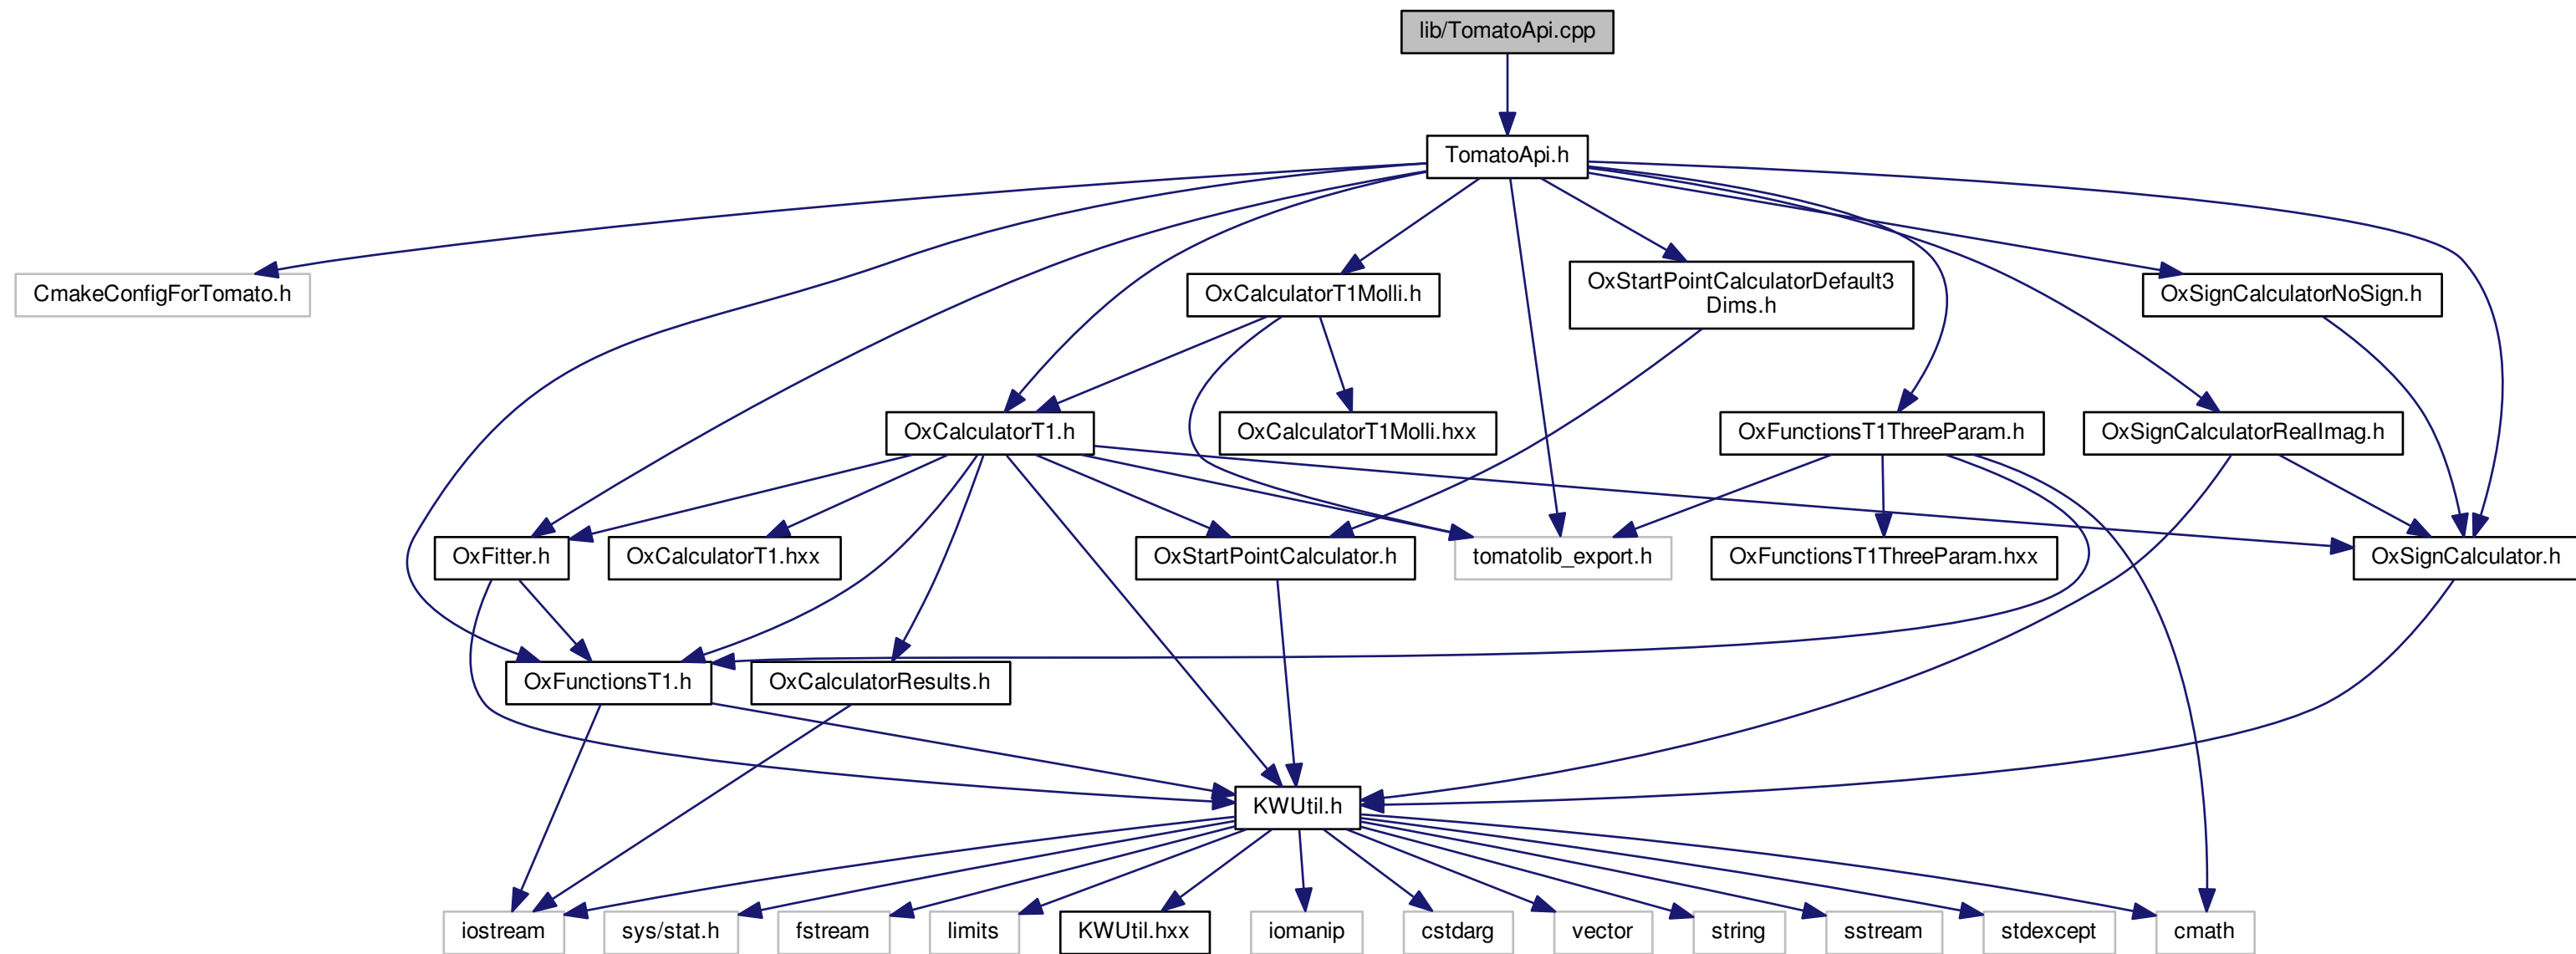 lib/TomatoApi.cpp
TomatoApi.h
CmakeConfigForTomato.h
OxCalculatorT1Molli.h
OxStartPointCalculatorDefault3
Dims.h
OxSignCalculatorNoSign.h
OxCalculatorT1.h
OxCalculatorT1Molli.hxx
OxFunctionsT1ThreeParam.h
OxSignCalculatorRealImag.h
OxFitter.h
OxCalculatorT1.hxx
OxStartPointCalculator.h
tomatolib_export.h
OxFunctionsT1ThreeParam.hxx
OxSignCalculator.h
OxFunctionsT1.h
OxCalculatorResults.h
KWUtil.h
iostream
sys/stat.h
fstream
limits
KWUtil.hxx
iomanip
cstdarg
vector
string
sstream
stdexcept
cmath